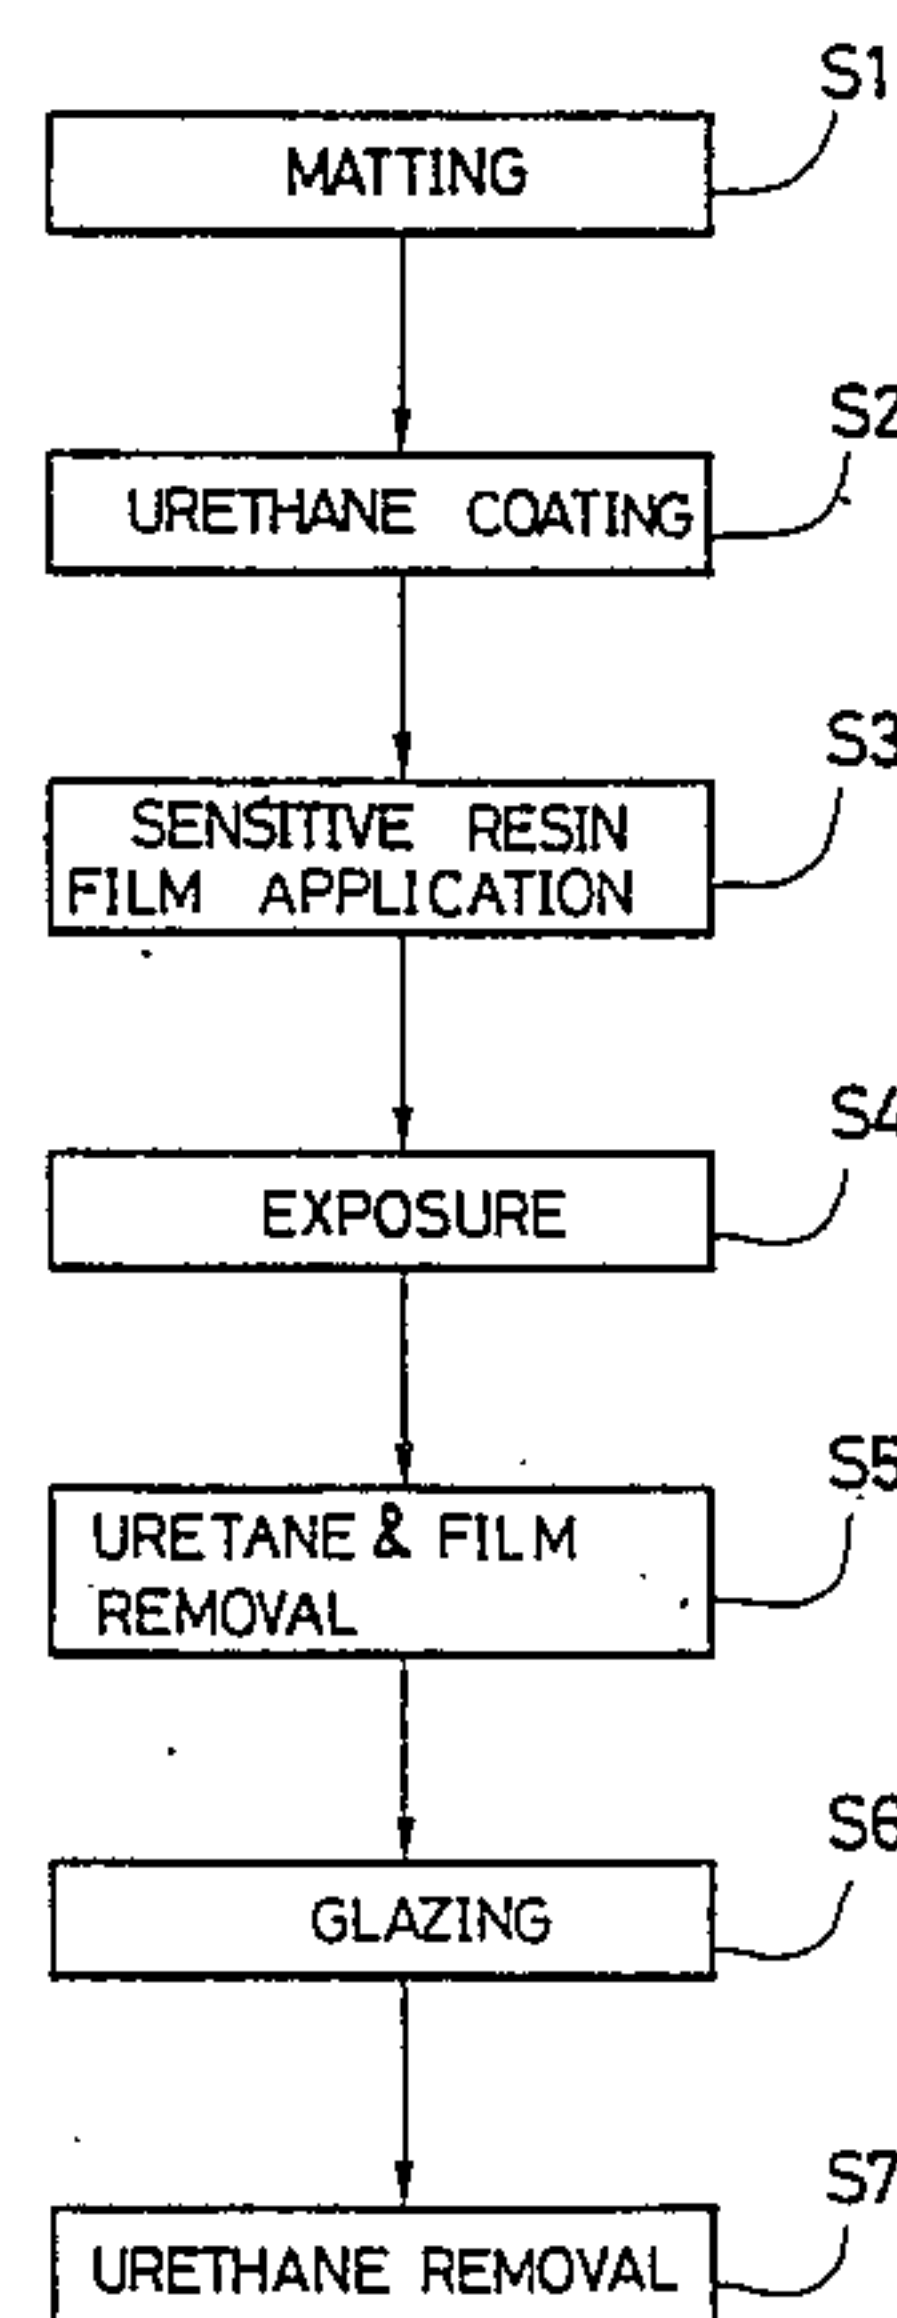 S1
MATTING
S2
URETHANE COATING
S3
SENSITIVE RESIN
FILM APPLICATION
S4
EXPOSURE
S5
URETANE & FILM
REMOVAL
S6
GLAZING
S7
URETHANE REMOVAL